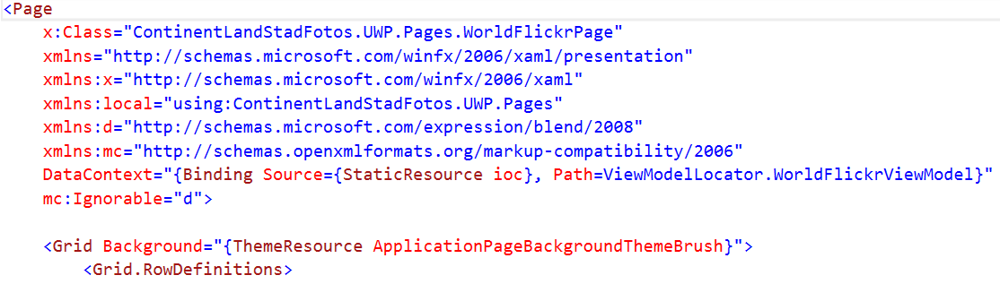 <Page
x:Class="ContinentLandStadFotos.UWP.Pages.WorldFlickrPage"
xmlns="http://schemas.microsoft.com/winfx/2006/xaml/presentation"
xmlns:x="http://schemas.microsoft.com/winfx/2006/xaml"
xmlns:local="using:ContinentLandStadFotos.UWP.Pages"
xmlns:d="http://schemas.microsoft.com/expression/blend/2008"
xmlns:mc="http://schemas.openxmlformats.org/markup-compatibility/2006"
DataContext="{Binding Source={StaticResource ioc}, Path=ViewModelLocator.WorldFlickrViewModel}"
mc:Ignorable="d">
<Grid Background="{ThemeResource ApplicationPageBackgroundThemeBrush}">
<Grid.RowDefinitions>